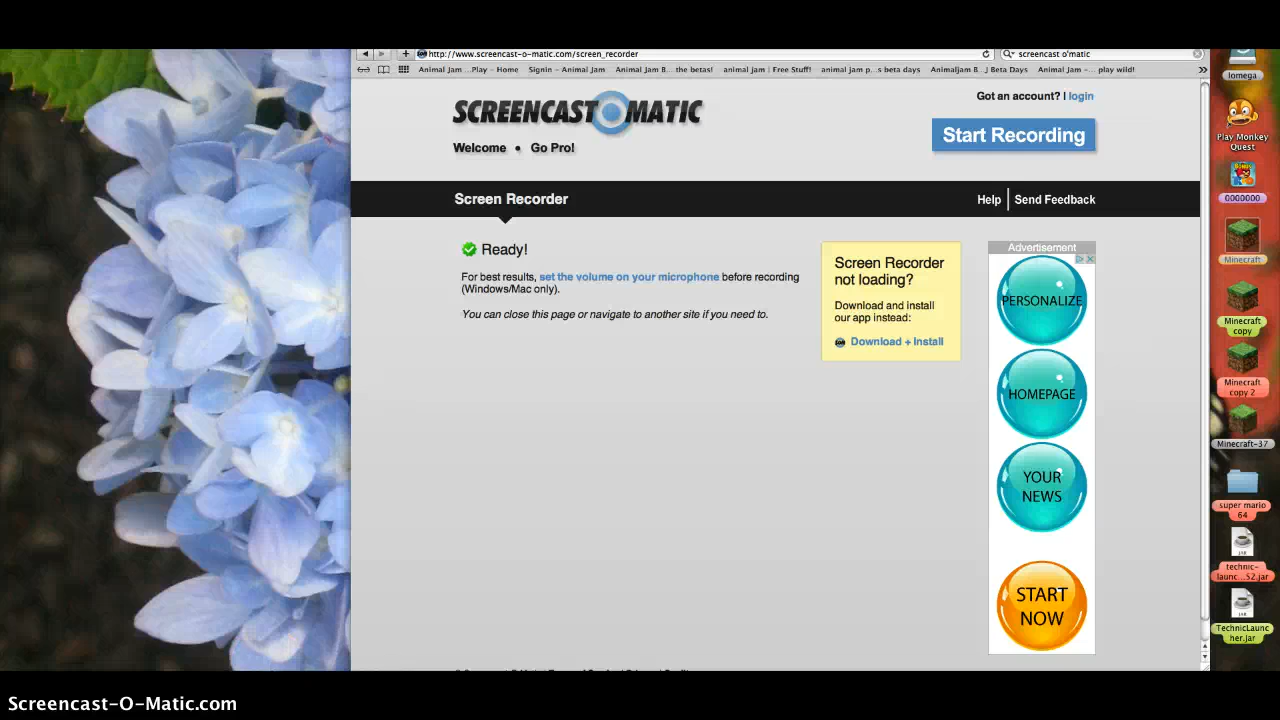 http://www.screencast-o-matic.com/screen_recorder
screencast o'matic
Animal Jam ...Play - Home
Signin - Animal Jam
Animal Jam B... the betas!
animal jam | Free Stuff!
animal jam p...s beta days
Animaljam B...J Beta Days
Animal Jam -... play wild!
SCREENCAST O MATIC
Got an account? | login
Start Recording
Welcome • Go Pro!
Screen Recorder
Help | Send Feedback
Ready!
For best results, set the volume on your microphone before recording
(Windows/Mac only).
You can close this page or navigate to another site if you need to.
Screen Recorder
not loading?
Download and install
our app instead:
Download + Install
Advertisement
PERSONALIZE
HOMEPAGE
YOUR
NEWS
START
NOW
Iomega
Play Monkey
Quest
0000000
Minecraft
Minecraft
copy
Minecraft
copy 2
Minecraft-37
super mario
64
JAR
technic-
launc...52.jar
JAR
TechnicLaunc
her.jar
Screencast-O-Matic.com